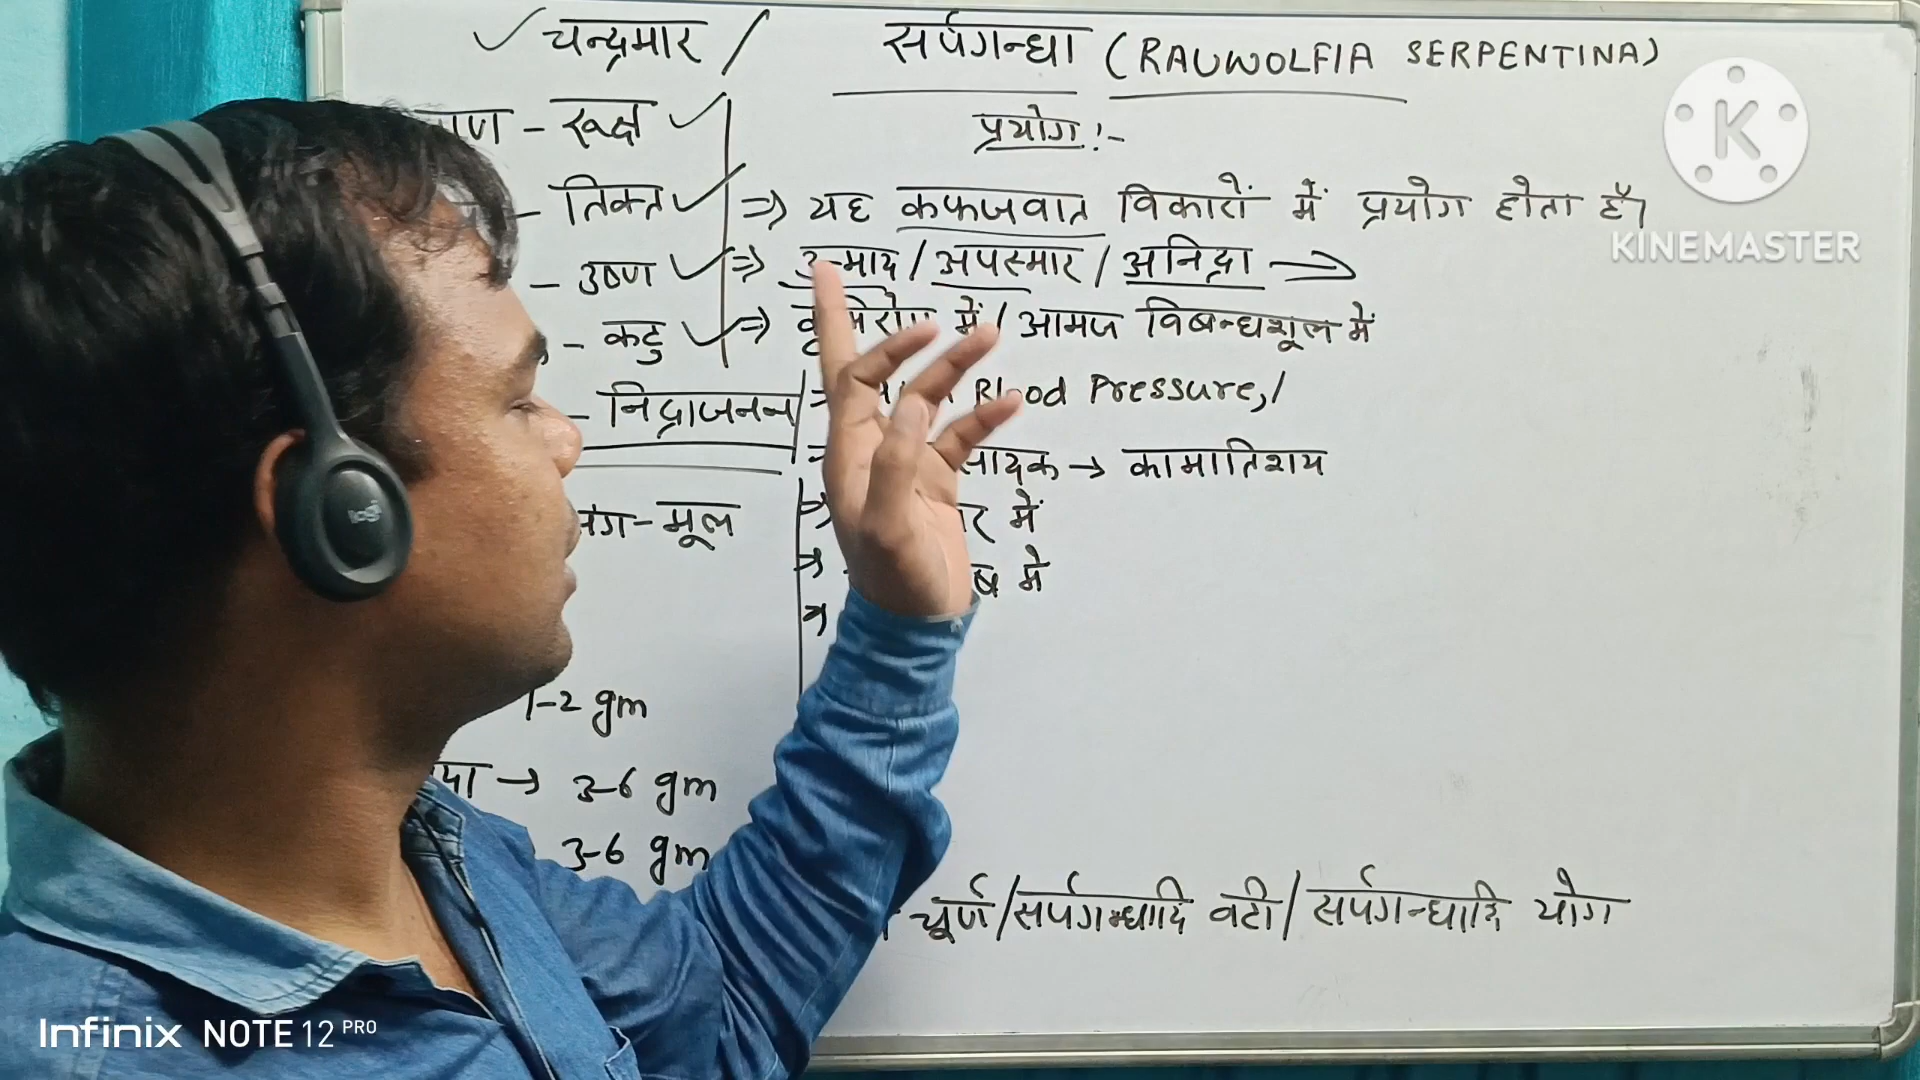 चन्द्रमार / सर्पगन्धा (RAUWOLFIA SERPENTINA)
प्रयोग :-
- रूक्ष
- तिक्त
- उष्ण
- कटु
- निद्राजनन
⇒ यह कफजवात विकारों में प्रयोग होता है।
⇒ उन्माद / अपस्मार / अनिद्रा →
⇒ में / आमज विबन्धशूल में
⇒ Blood Pressure, /
→ कामातिशय
में
में
- मूल
1-2 gm
→ 3-6 gm
3-6 gm
चूर्ण / सर्पगन्धादि वटी / सर्पगन्धादि योग
K
KINEMASTER
logi
Infinix NOTE 12 PRO